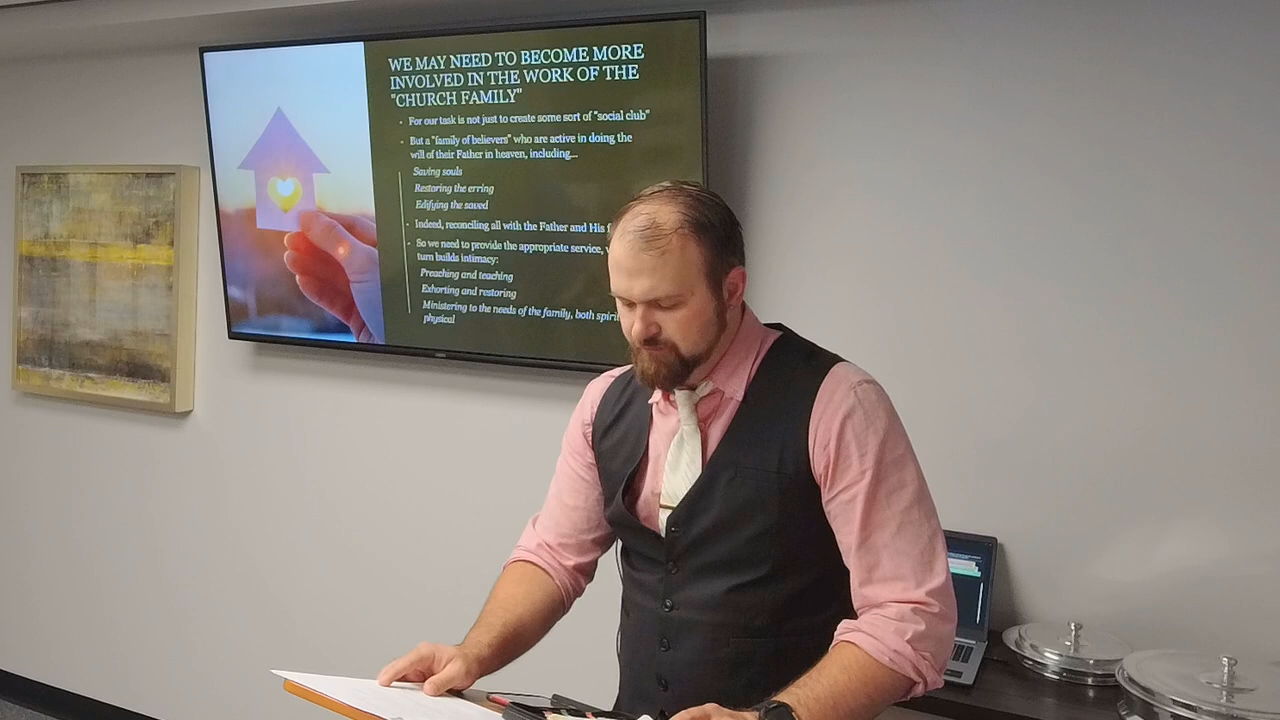 WE MAY NEED TO BECOME MORE
INVOLVED IN THE WORK OF THE
"CHURCH FAMILY"
For our task is not just to create some sort of "social club"
But a "family of believers" who are active in doing the
will of their Father in heaven, including...
Saving souls
Restoring the erring
Edifying the saved
Indeed, reconciling all with the Father and His
So we need to provide the appropriate service,
turn builds intimacy:
Preaching and teaching
Exhorting and restoring
Ministering to the needs of the family, both
physical